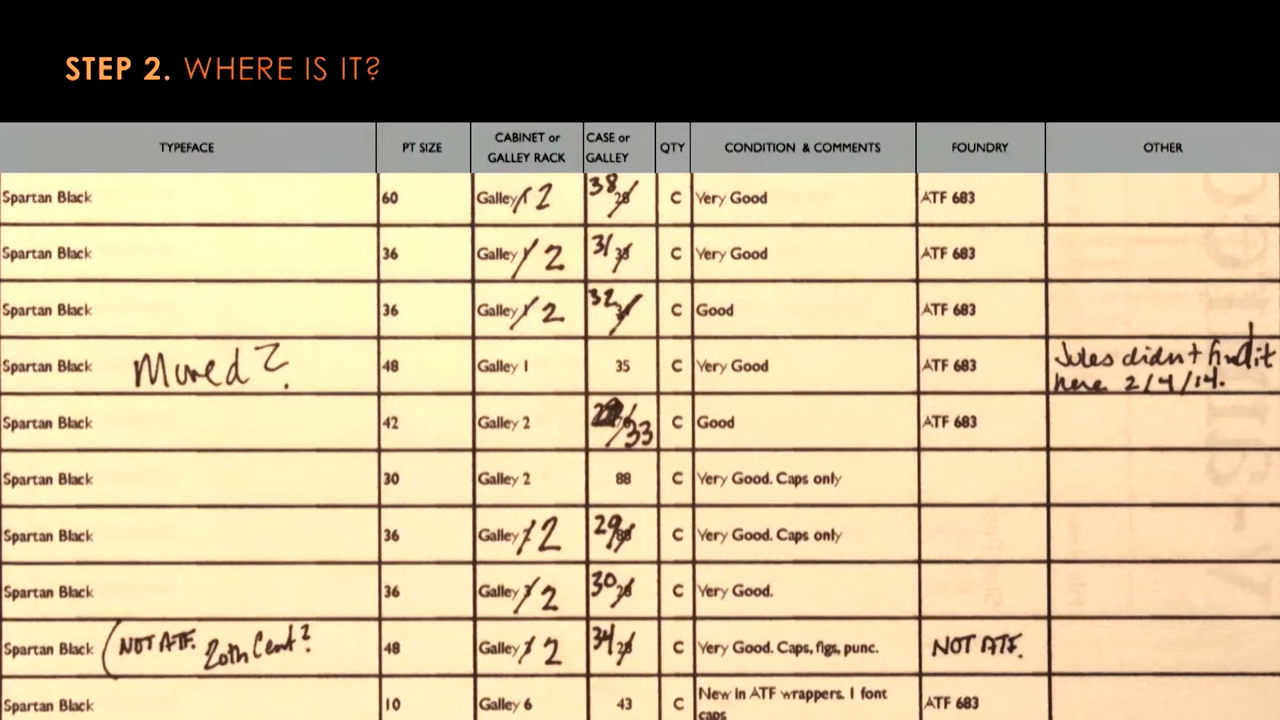 STEP 2. WHERE IS IT?
TYPEFACE PT SIZE CABINET or GALLEY RACK CASE or GALLEY QTY CONDITION & COMMENTS FOUNDRY OTHER
Spartan Black 60 Galley 2 38 C Very Good ATF 683
Spartan Black 36 Galley 2 31 C Very Good ATF 683
Spartan Black 36 Galley 2 32 C Good ATF 683
Spartan Black Moved? 48 Galley 1 35 C Very Good ATF 683 Jules didn't find it
here 2/4/14.
Spartan Black 42 Galley 2 33 C Good ATF 683
Spartan Black 30 Galley 2 88 C Very Good. Caps only
Spartan Black 36 Galley 2 29 C Very Good. Caps only
Spartan Black 36 Galley 2 30 C Very Good.
Spartan Black (NOT ATF. 20th Cent? 48 Galley 2 34 C Very Good. Caps, figs, punc. NOT ATF.
Spartan Black 10 Galley 6 43 C New in ATF wrappers. 1 font ATF 683
caps